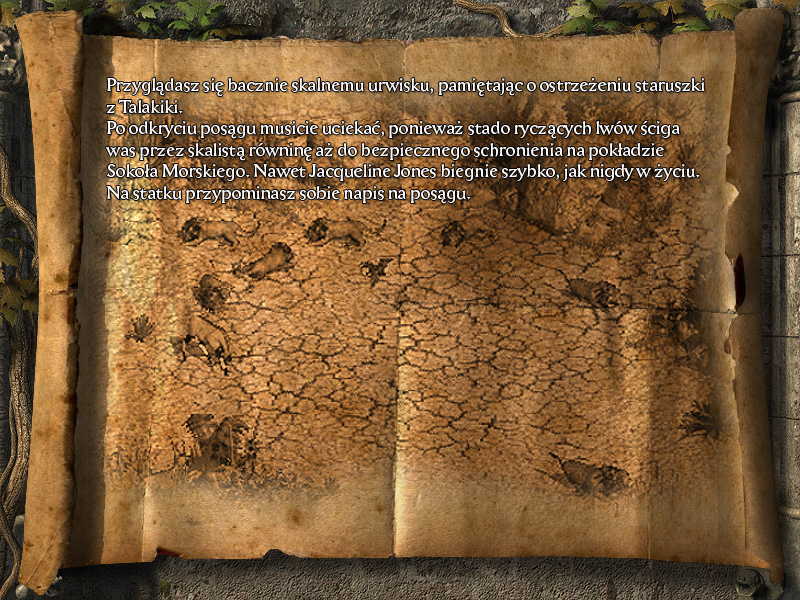 Przyglądasz się bacznie skalnemu urwisku, pamiętając o ostrzeżeniu staruszki
z Talakiki.
Po odkryciu posągu musicie uciekać, ponieważ stado ryczących lwów ściga
was przez skalistą równinę aż do bezpiecznego schronienia na pokładzie
Sokoła Morskiego. Nawet Jacqueline Jones biegnie szybko, jak nigdy w życiu.
Na statku przypominasz sobie napis na posągu.